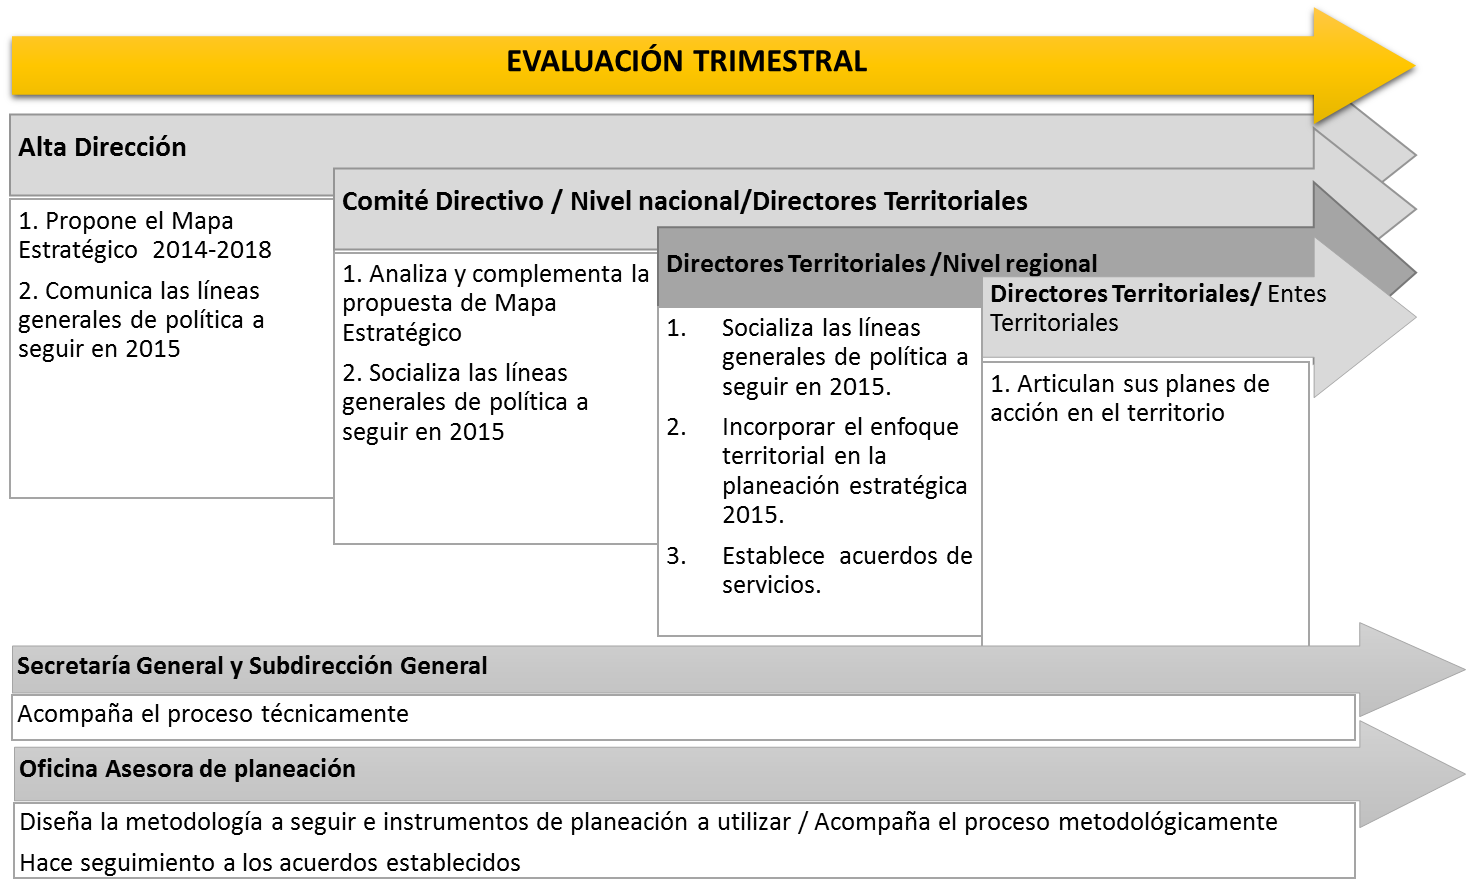 EVALUACIÓN TRIMESTRAL
Alta Dirección
1. Propone el Mapa
Estratégico 2014-2018
2. Comunica las líneas
generales de política a
seguir en 2015
Comité Directivo / Nivel nacional/Directores Territoriales
1. Analiza y complementa la
propuesta de Mapa
Estratégico
2. Socializa las líneas
generales de política a
seguir en 2015
Directores Territoriales /Nivel regional
1. Socializa las líneas
generales de política a
seguir en 2015.
2. Incorporar el enfoque
territorial en la
planeación estratégica
2015.
3. Establece acuerdos de
servicios.
Directores Territoriales/ Entes
Territoriales
1. Articulan sus planes de
acción en el territorio
Secretaría General y Subdirección General
Acompaña el proceso técnicamente
Oficina Asesora de planeación
Diseña la metodología a seguir e instrumentos de planeación a utilizar / Acompaña el proceso metodológicamente
Hace seguimiento a los acuerdos establecidos